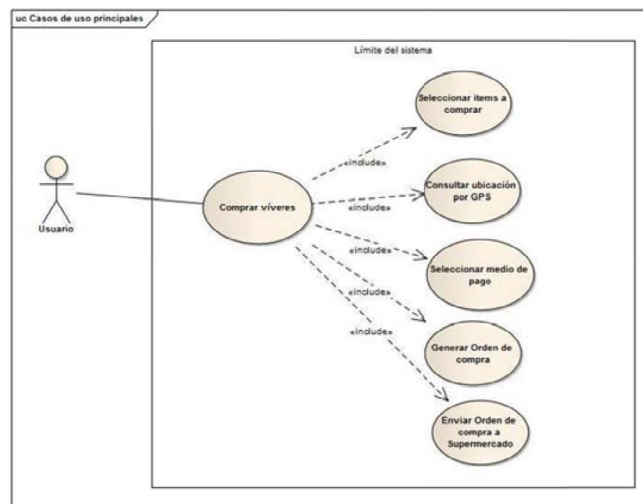 uc Casos de uso principales
Límite del sistema
Seleccionar items a
comprar
«include»
Consultar ubicación
por GPS
«include»
Usuario
Comprar víveres
Seleccionar medio de
pago
«include»
«include»
Generar Orden de
compra
«include»
Enviar Orden de
compra a
Supermercado